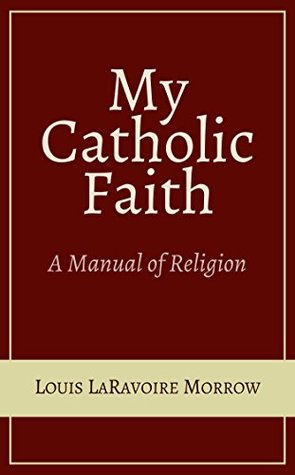 My
Catholic
Faith
A Manual of Religion
Louis LaRavoire Morrow